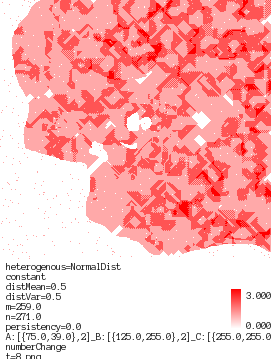 heterogenous=NormalDist
constant
distMean=0.5
distVar=0.5
m=259.0
n=271.0
persistency=0.0
A:[{75.0,39.0},2]_B:[{125.0,255.0},2]_C:[{255.0,255.0
numberChange
t=8.png
3.000
0.000